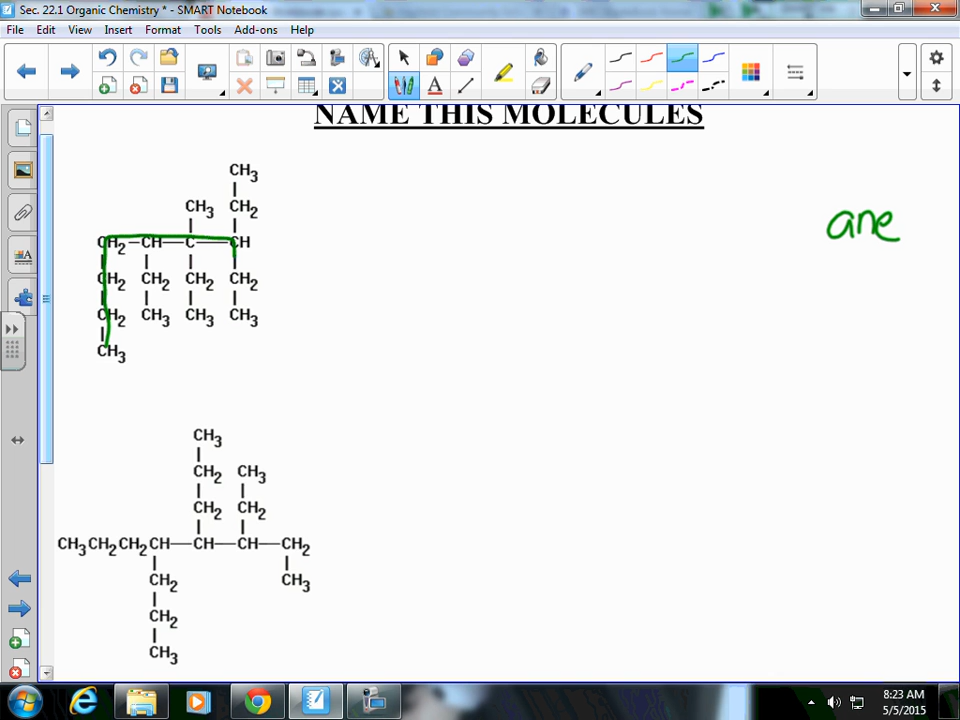 Sec. 22.1 Organic Chemistry * - SMART Notebook
File Edit View Insert Format Tools Add-ons Help
NAME THIS MOLECULES
CH3
CH3 CH2
CH2 CH C CH
CH2 CH2 CH2 CH2
CH2 CH3 CH3 CH3
CH3
ane
CH3
CH2 CH3
CH2 CH2
CH3CH2CH2CH CH CH CH2
CH2 CH3
CH2
CH3
8:23 AM
5/5/2015